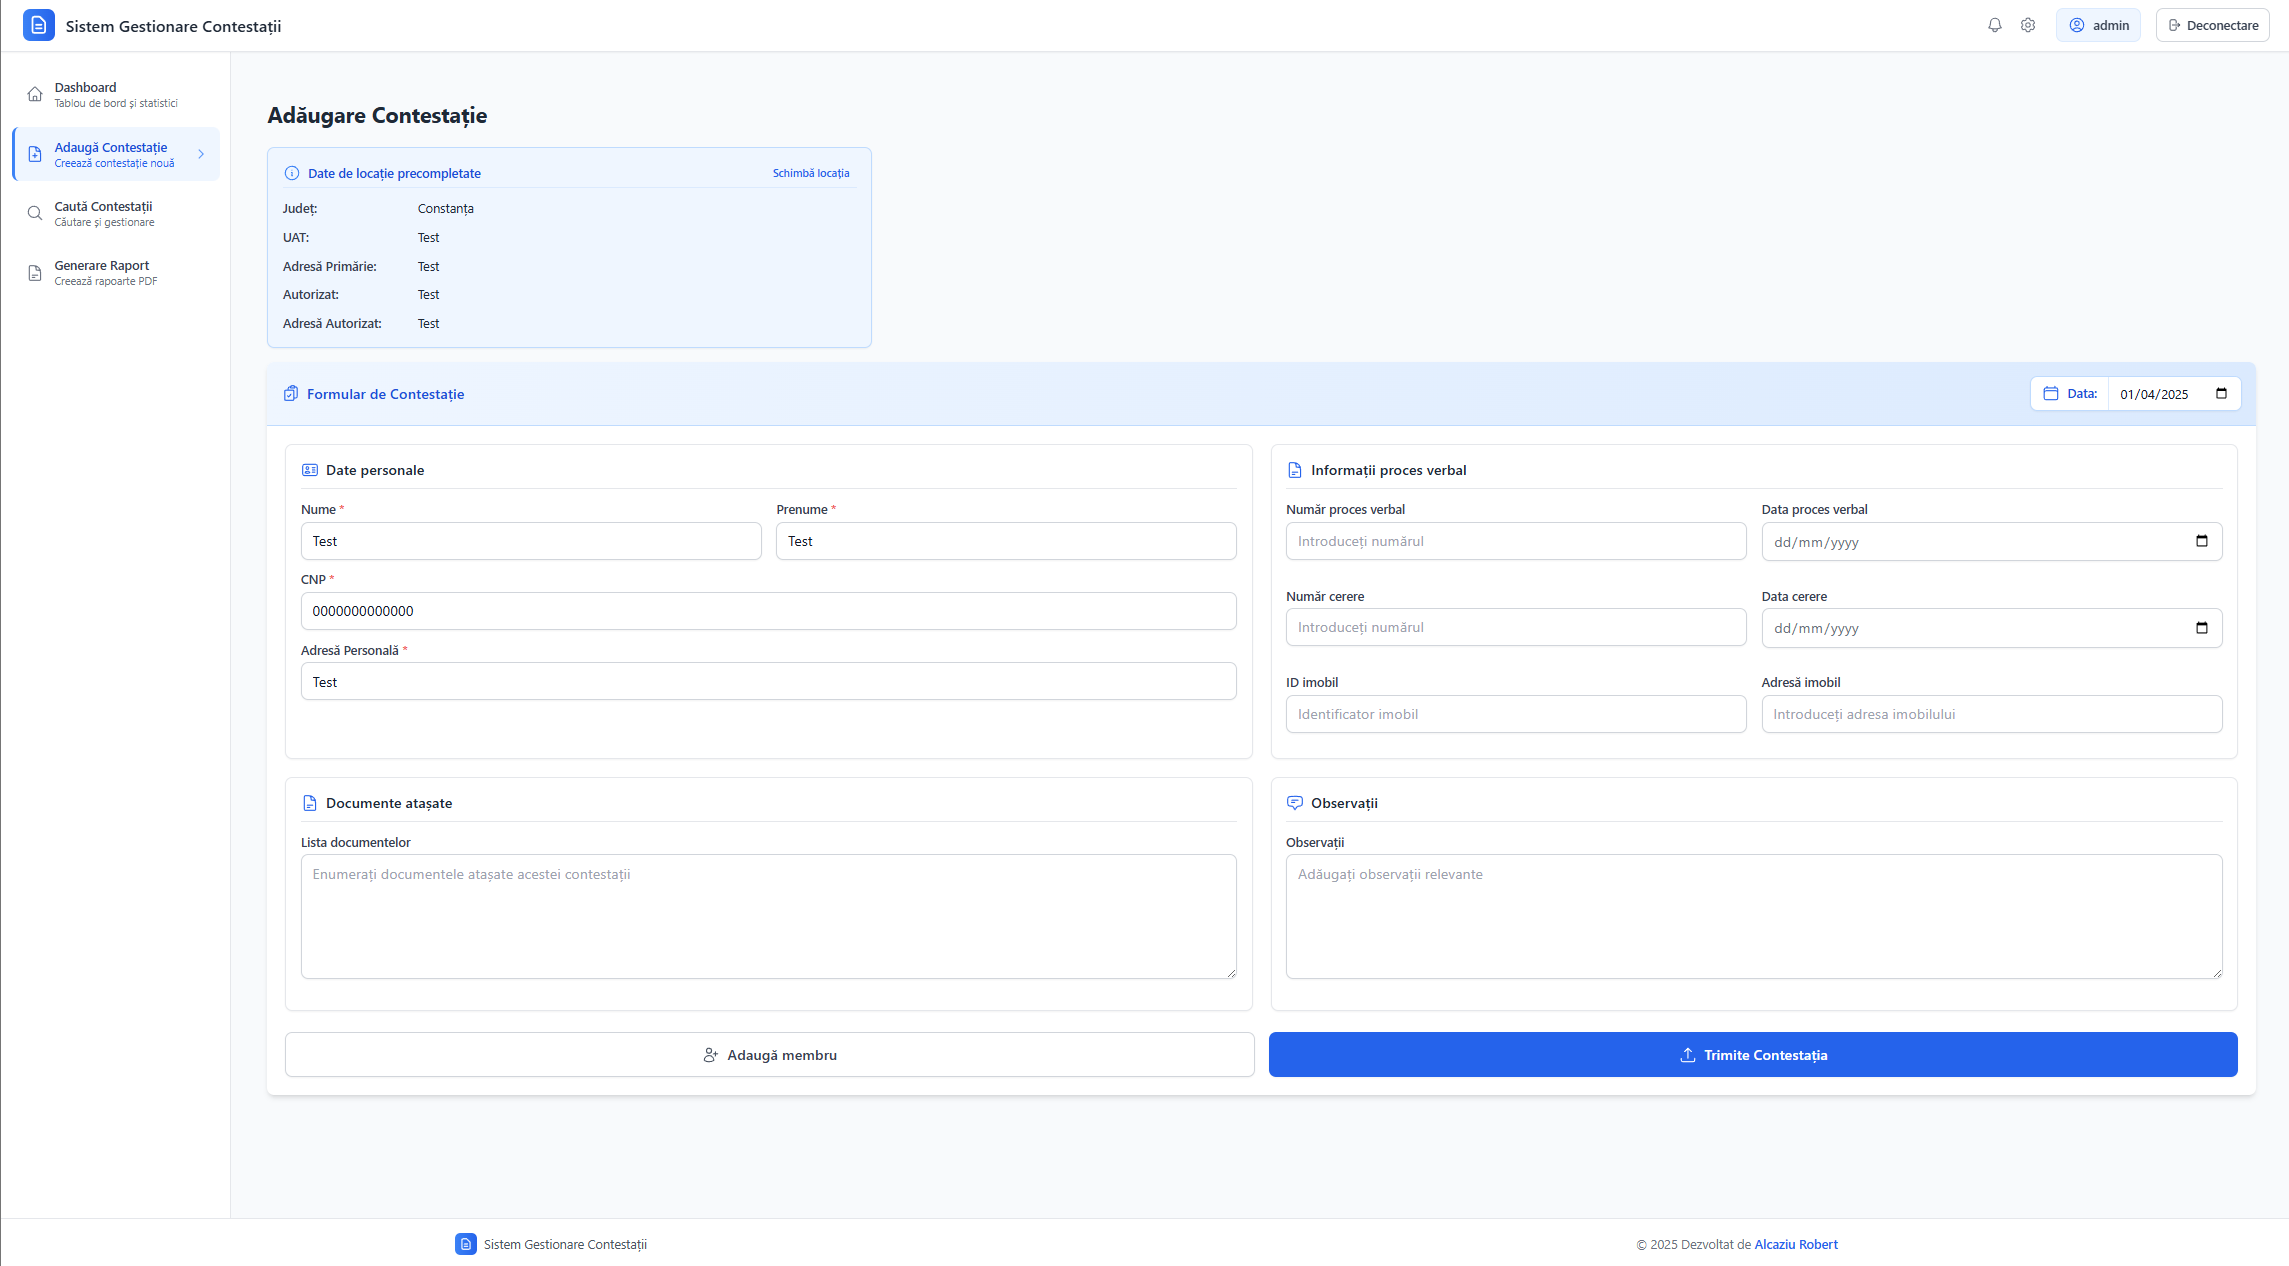 Sistem Gestionare Contestații
admin
Deconectare
Dashboard
Tablou de bord și statistici
Adaugă Contestație
Creează contestație nouă
Caută Contestații
Căutare și gestionare
Generare Raport
Creează rapoarte PDF
Adăugare Contestație
Date de locație precompletate
Schimbă locația
Județ: Constanța
UAT: Test
Adresă Primărie: Test
Autorizat: Test
Adresă Autorizat: Test
Formular de Contestație
Data: 01/04/2025
Date personale
Nume *
Prenume *
Test
Test
CNP *
0000000000000
Adresă Personală *
Test
Informații proces verbal
Număr proces verbal
Data proces verbal
Introduceți numărul
dd/mm/yyyy
Număr cerere
Data cerere
Introduceți numărul
dd/mm/yyyy
ID imobil
Adresă imobil
Identificator imobil
Introduceți adresa imobilului
Documente atașate
Lista documentelor
Enumerați documentele atașate acestei contestații
Observații
Observații
Adăugați observații relevante
Adaugă membru
Trimite Contestația
Sistem Gestionare Contestații
© 2025 Dezvoltat de Alcaziu Robert